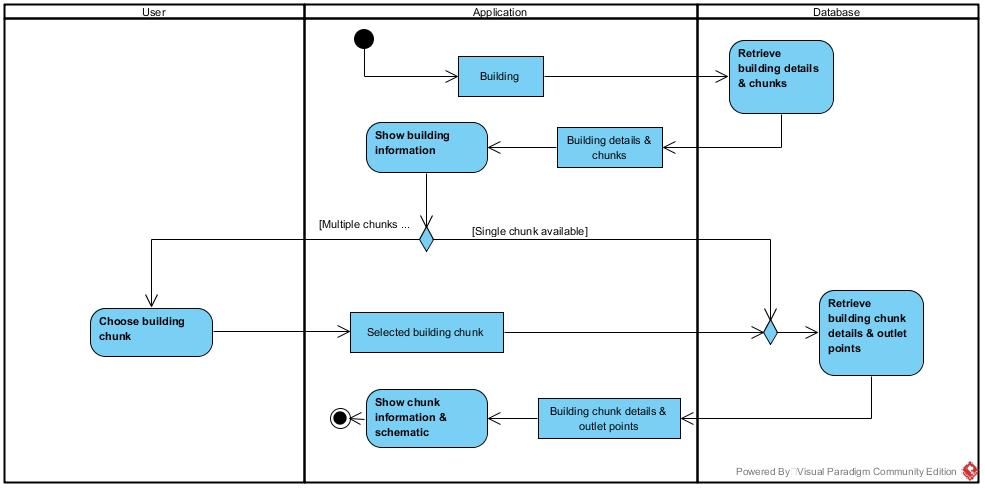 User
Application
Database
Building
Retrieve
building details
& chunks
Show building
information
Building details &
chunks
[Multiple chunks ...
[Single chunk available]
Choose building
chunk
Selected building chunk
Retrieve
building chunk
details & outlet
points
Show chunk
information &
schematic
Building chunk details &
outlet points
Powered By Visual Paradigm Community Edition